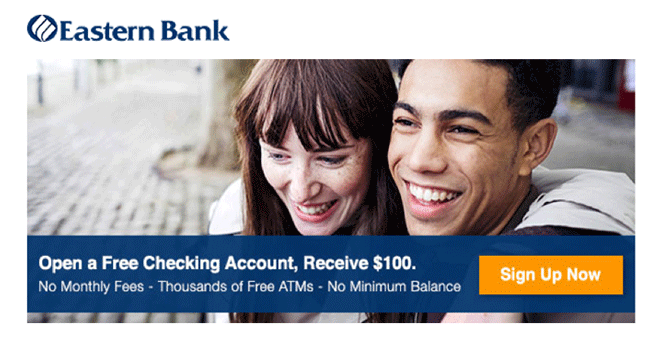 Eastern Bank
Open a Free Checking Account, Receive $100.
No Monthly Fees - Thousands of Free ATMs - No Minimum Balance
Sign Up Now